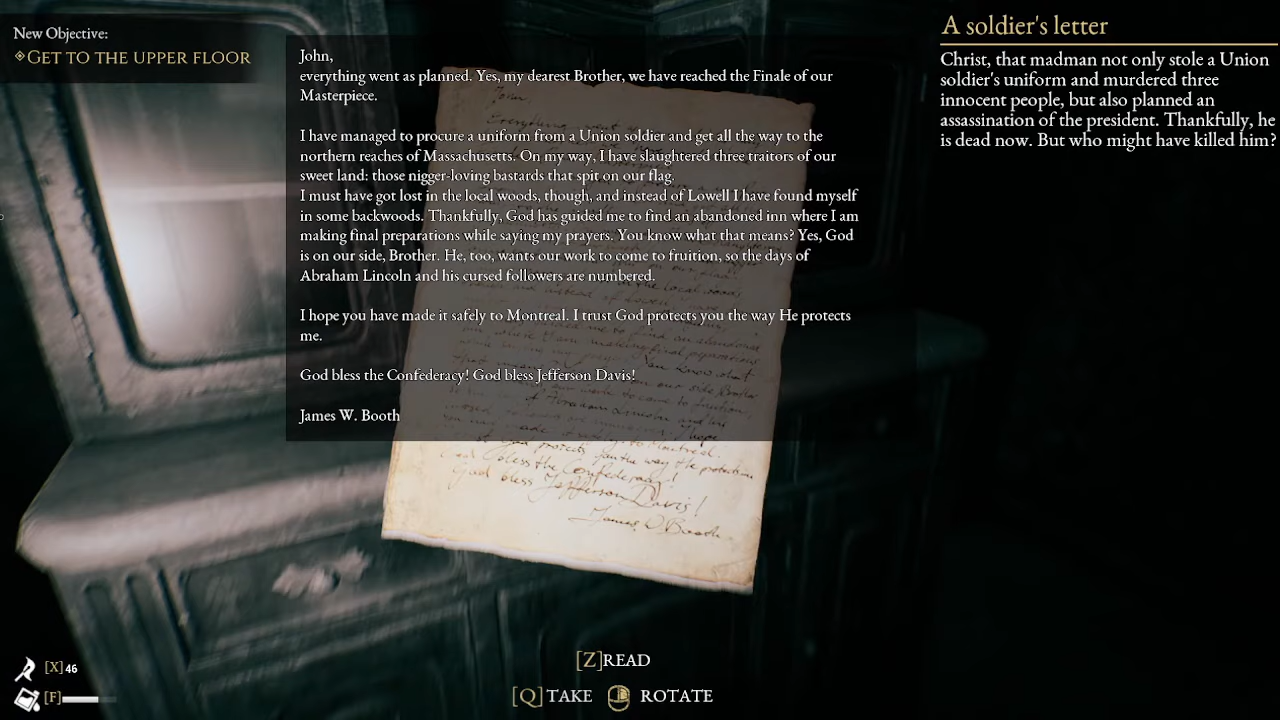 New Objective:
GET TO THE UPPER FLOOR
John,
everything went as planned. Yes, my dearest Brother, we have reached the Finale of our
Masterpiece.
I have managed to procure a uniform from a Union soldier and get all the way to the
northern reaches of Massachusetts. On my way, I have slaughtered three traitors of our
sweet land: those nigger-loving bastards that spit on our flag.
I must have got lost in the local woods, though, and instead of Lowell I have found myself
in some backwoods. Thankfully, God has guided me to find an abandoned inn where I am
making final preparations while saying my prayers. You know what that means? Yes, God
is on our side, Brother. He, too, wants our work to come to fruition, so the days of
Abraham Lincoln and his cursed followers are numbered.
I hope you have made it safely to Montreal. I trust God protects you the way He protects
me.
God bless the Confederacy! God bless Jefferson Davis!
James W. Booth
A soldier's letter
Christ, that madman not only stole a Union
soldier's uniform and murdered three
innocent people, but also planned an
assassination of the president. Thankfully, he
is dead now. But who might have killed him?
God bless the Confederacy!
God bless Jefferson Davis!
James W. Booth
[X] 46
[F]
[Z]READ
[Q]TAKE ROTATE